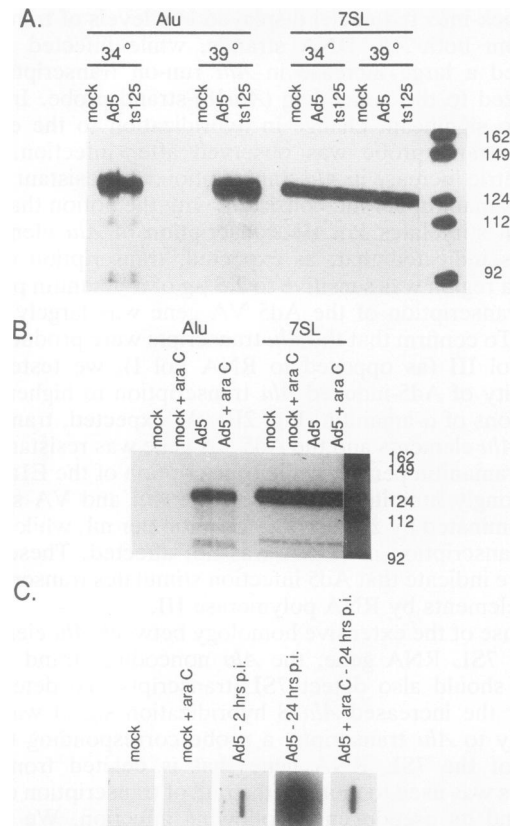 A.
Alu 7SL
34° 39° 34° 39°
mock Ad5 ts125 mock Ad5 ts125 mock Ad5 ts125 mock Ad5 ts125
162
149
124
112
92
B.
Alu 7SL
mock mock + ara C Ad5 Ad5 + ara C mock mock + ara C Ad5 Ad5 + ara C
162
149
124
112
92
C.
mock mock + ara C Ad5 - 2 hrs p.i. Ad5 - 24 hrs p.i. Ad5 + ara C - 24 hrs p.i.